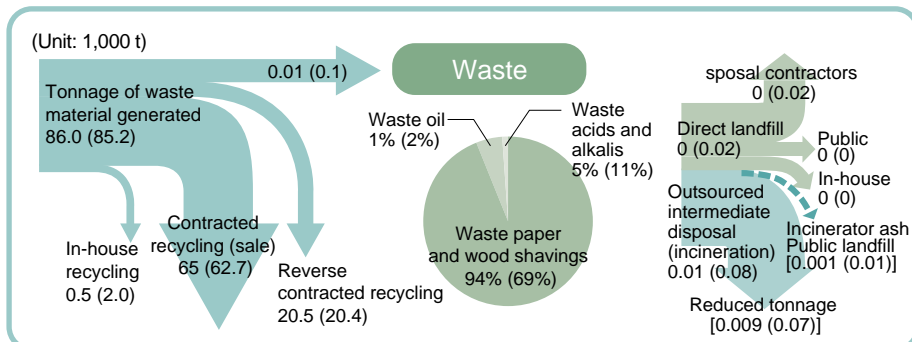 (Unit: 1,000 t)
0.01 (0.1)
Tonnage of waste
material generated
86.0 (85.2)
In-house
recycling
0.5 (2.0)
Contracted
recycling (sale)
65 (62.7)
Reverse
contracted recycling
20.5 (20.4)
Waste
Waste oil
1% (2%)
Waste
acids and
alkalis
5% (11%)
Waste paper
and wood shavings
94% (69%)
sposal contractors
0 (0.02)
Direct landfill
0 (0.02)
Public
0 (0)
In-house
0 (0)
Outsourced
intermediate
disposal
(incineration)
0.01 (0.08)
Incinerator ash
Public landfill
[0.001 (0.01)]
Reduced tonnage
[0.009 (0.07)]